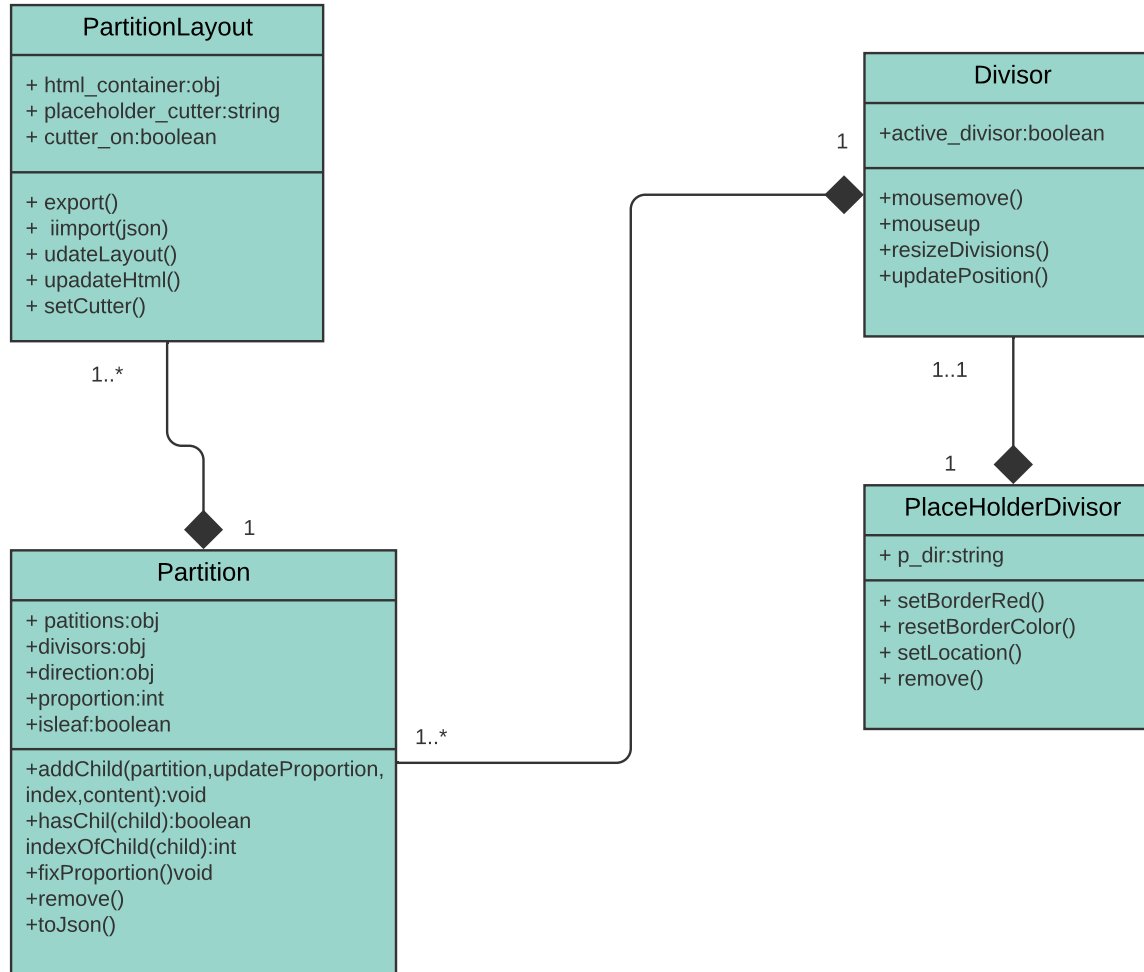 PartitionLayout
+ html_container:obj
+ placeholder_cutter:string
+ cutter_on:boolean
+ export()
+  iimport(json)
+ udateLayout()
+ upadateHtml()
+ setCutter()
1..*
1
Partition
+ patitions:obj
+divisors:obj
+direction:obj
+proportion:int
+isleaf:boolean
+addChild(partition,updateProportion,
index,content):void
+hasChil(child):boolean
indexOfChild(child):int
+fixProportion()void
+remove()
+toJson()
1..*
1
Divisor
+active_divisor:boolean
+mousemove()
+mouseup
+resizeDivisions()
+updatePosition()
1..1
1
PlaceHolderDivisor
+ p_dir:string
+ setBorderRed()
+ resetBorderColor()
+ setLocation()
+ remove()